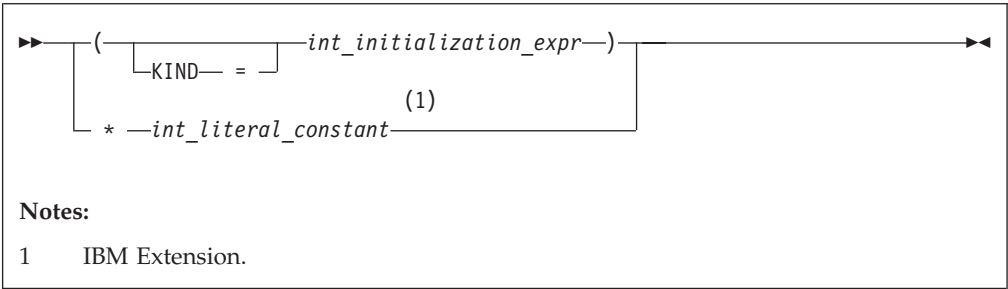 ( int_initialization_expr )
KIND =
(1)
* int_literal_constant
Notes:
1 IBM Extension.